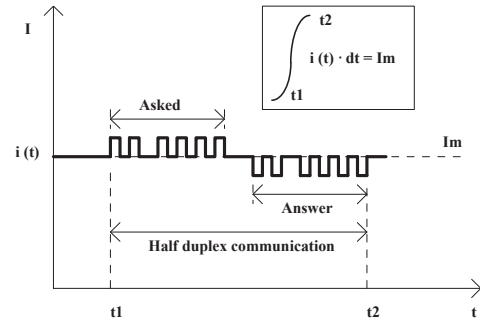 I
t2
i (t) · dt = Im
t1
Asked
i (t)
Im
Answer
Half duplex communication
t1
t2
t